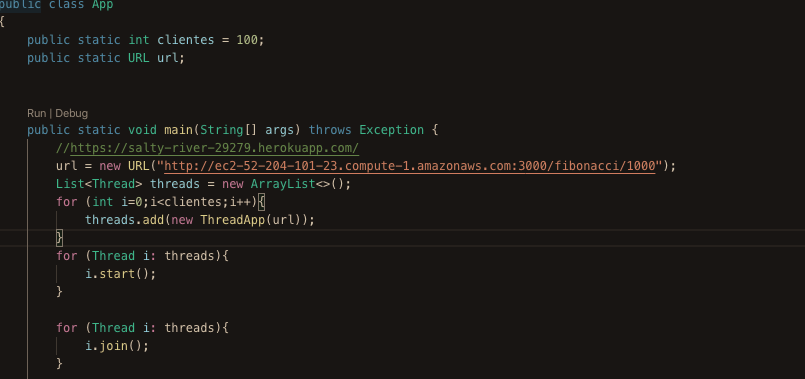 public class App
{
public static int clientes = 100;
public static URL url;
Run | Debug
public static void main(String[] args) throws Exception {
//https://salty-river-29279.herokuapp.com/
url = new URL("http://ec2-52-204-101-23.compute-1.amazonaws.com:3000/fibonacci/1000");
List<Thread> threads = new ArrayList<>();
for (int i=0;i<clientes;i++){
threads.add(new ThreadApp(url));
}
for (Thread i: threads){
i.start();
}
for (Thread i: threads){
i.join();
}